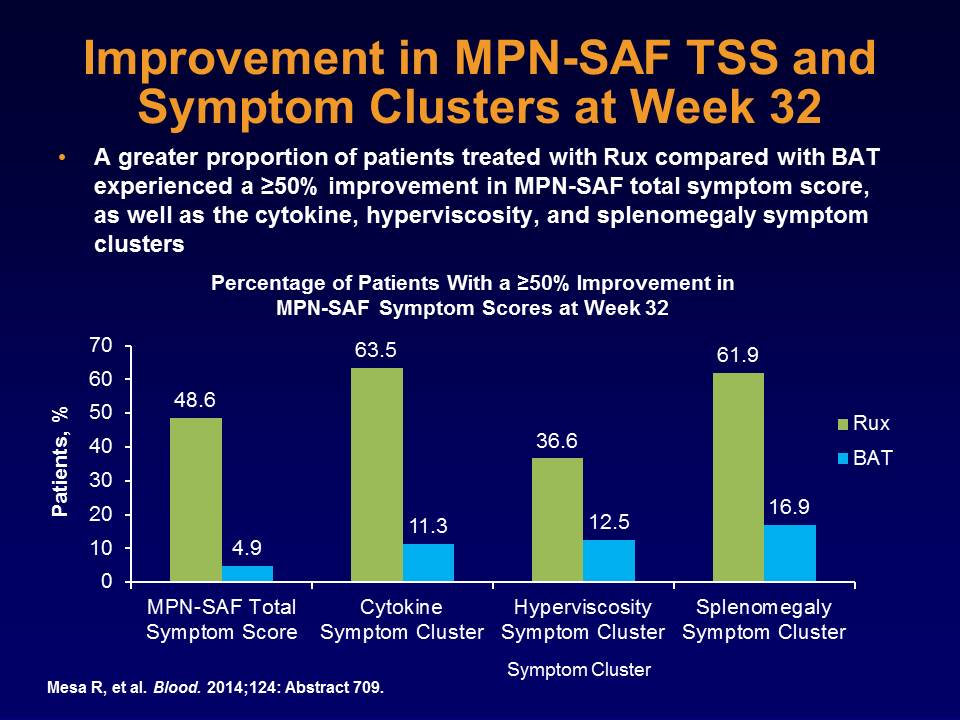 Improvement in MPN-SAF TSS and
Symptom Clusters at Week 32
• A greater proportion of patients treated with Rux compared with BAT
experienced a ≥50% improvement in MPN-SAF total symptom score,
as well as the cytokine, hyperviscosity, and splenomegaly symptom
clusters
Percentage of Patients With a ≥50% Improvement in
MPN-SAF Symptom Scores at Week 32
Patients, %
70
60
50
40
30
20
10
0
48.6
4.9
63.5
11.3
36.6
12.5
61.9
16.9
Rux
BAT
MPN-SAF Total
Symptom Score
Cytokine
Symptom Cluster
Hyperviscosity
Symptom Cluster
Splenomegaly
Symptom Cluster
Symptom Cluster
Mesa R, et al. Blood. 2014;124: Abstract 709.